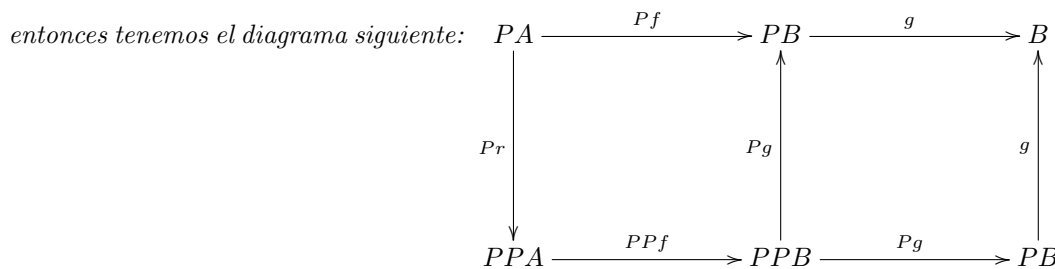 entonces tenemos el diagrama siguiente: PA Pf PB g B
Pr Pg g
PPA PPf PPB Pg PB